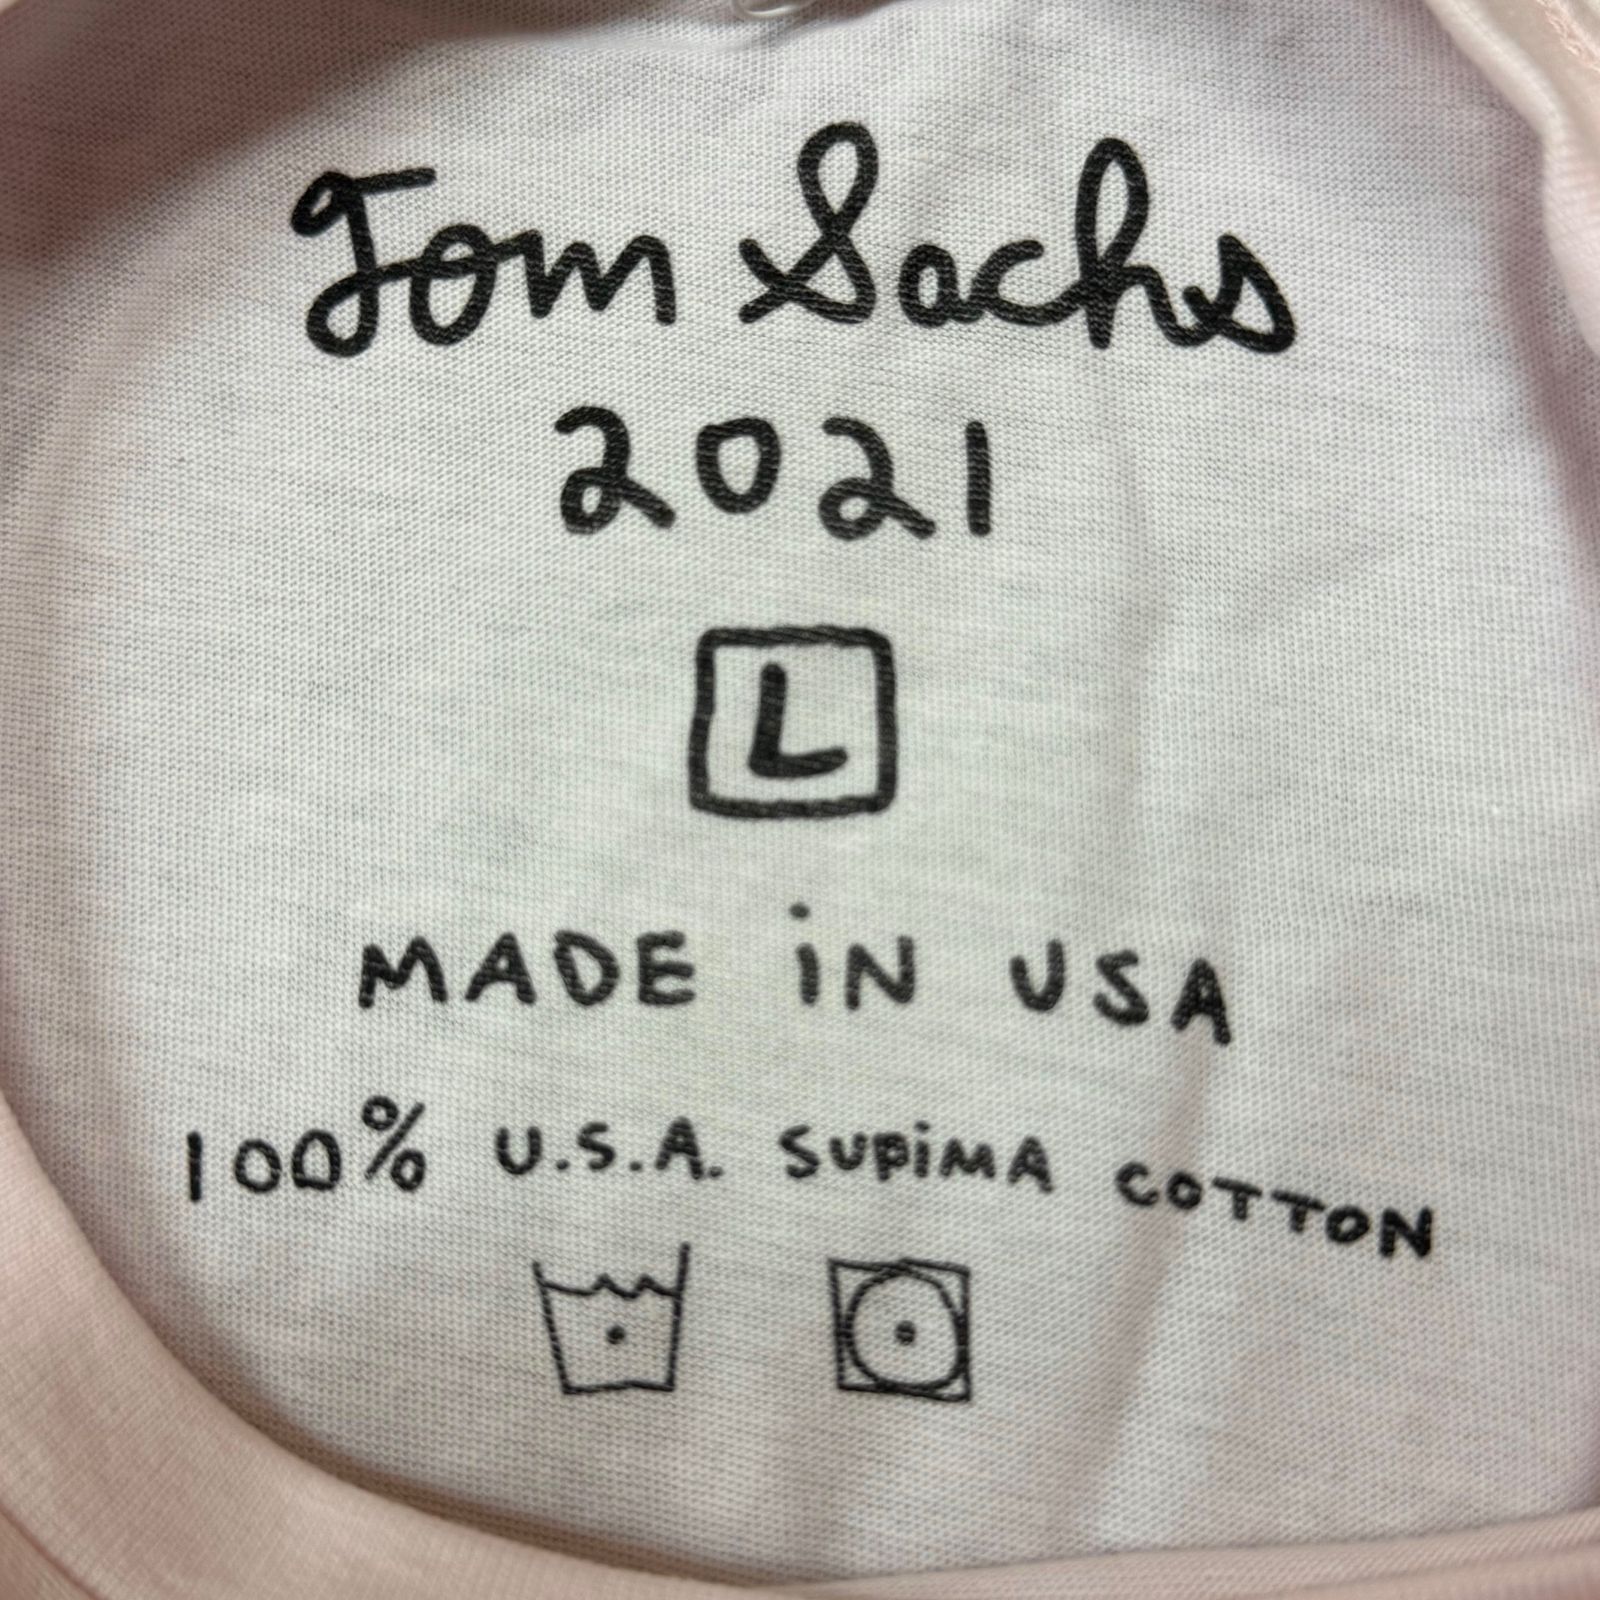 Tom Sachs
2021
L
MADE iN USA
100% U.S.A. SUPiMA COTTON